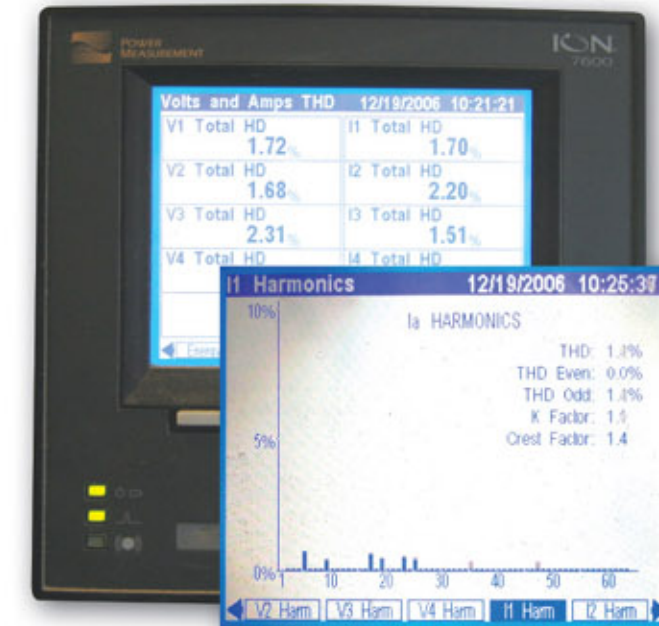 POWER
MEASUREMENT
ION
7600
Volts and Amps THD 12/19/2006 10:21:21
V1 Total HD I1 Total HD
1.72% 1.70%
V2 Total HD I2 Total HD
1.68% 2.20%
V3 Total HD I3 Total HD
2.31% 1.51%
V4 Total HD I4 Total HD
I1 Harmonics 12/19/2006
10% Ia HARMONICS
THD:
THD Even: 0.0%
THD Odd:
K Factor:
5% Crest Factor: 1.4
0%
1 10 20 30 40 50 60
V2 Harm V3 Harm V4 Harm I1 Harm I2 Harm